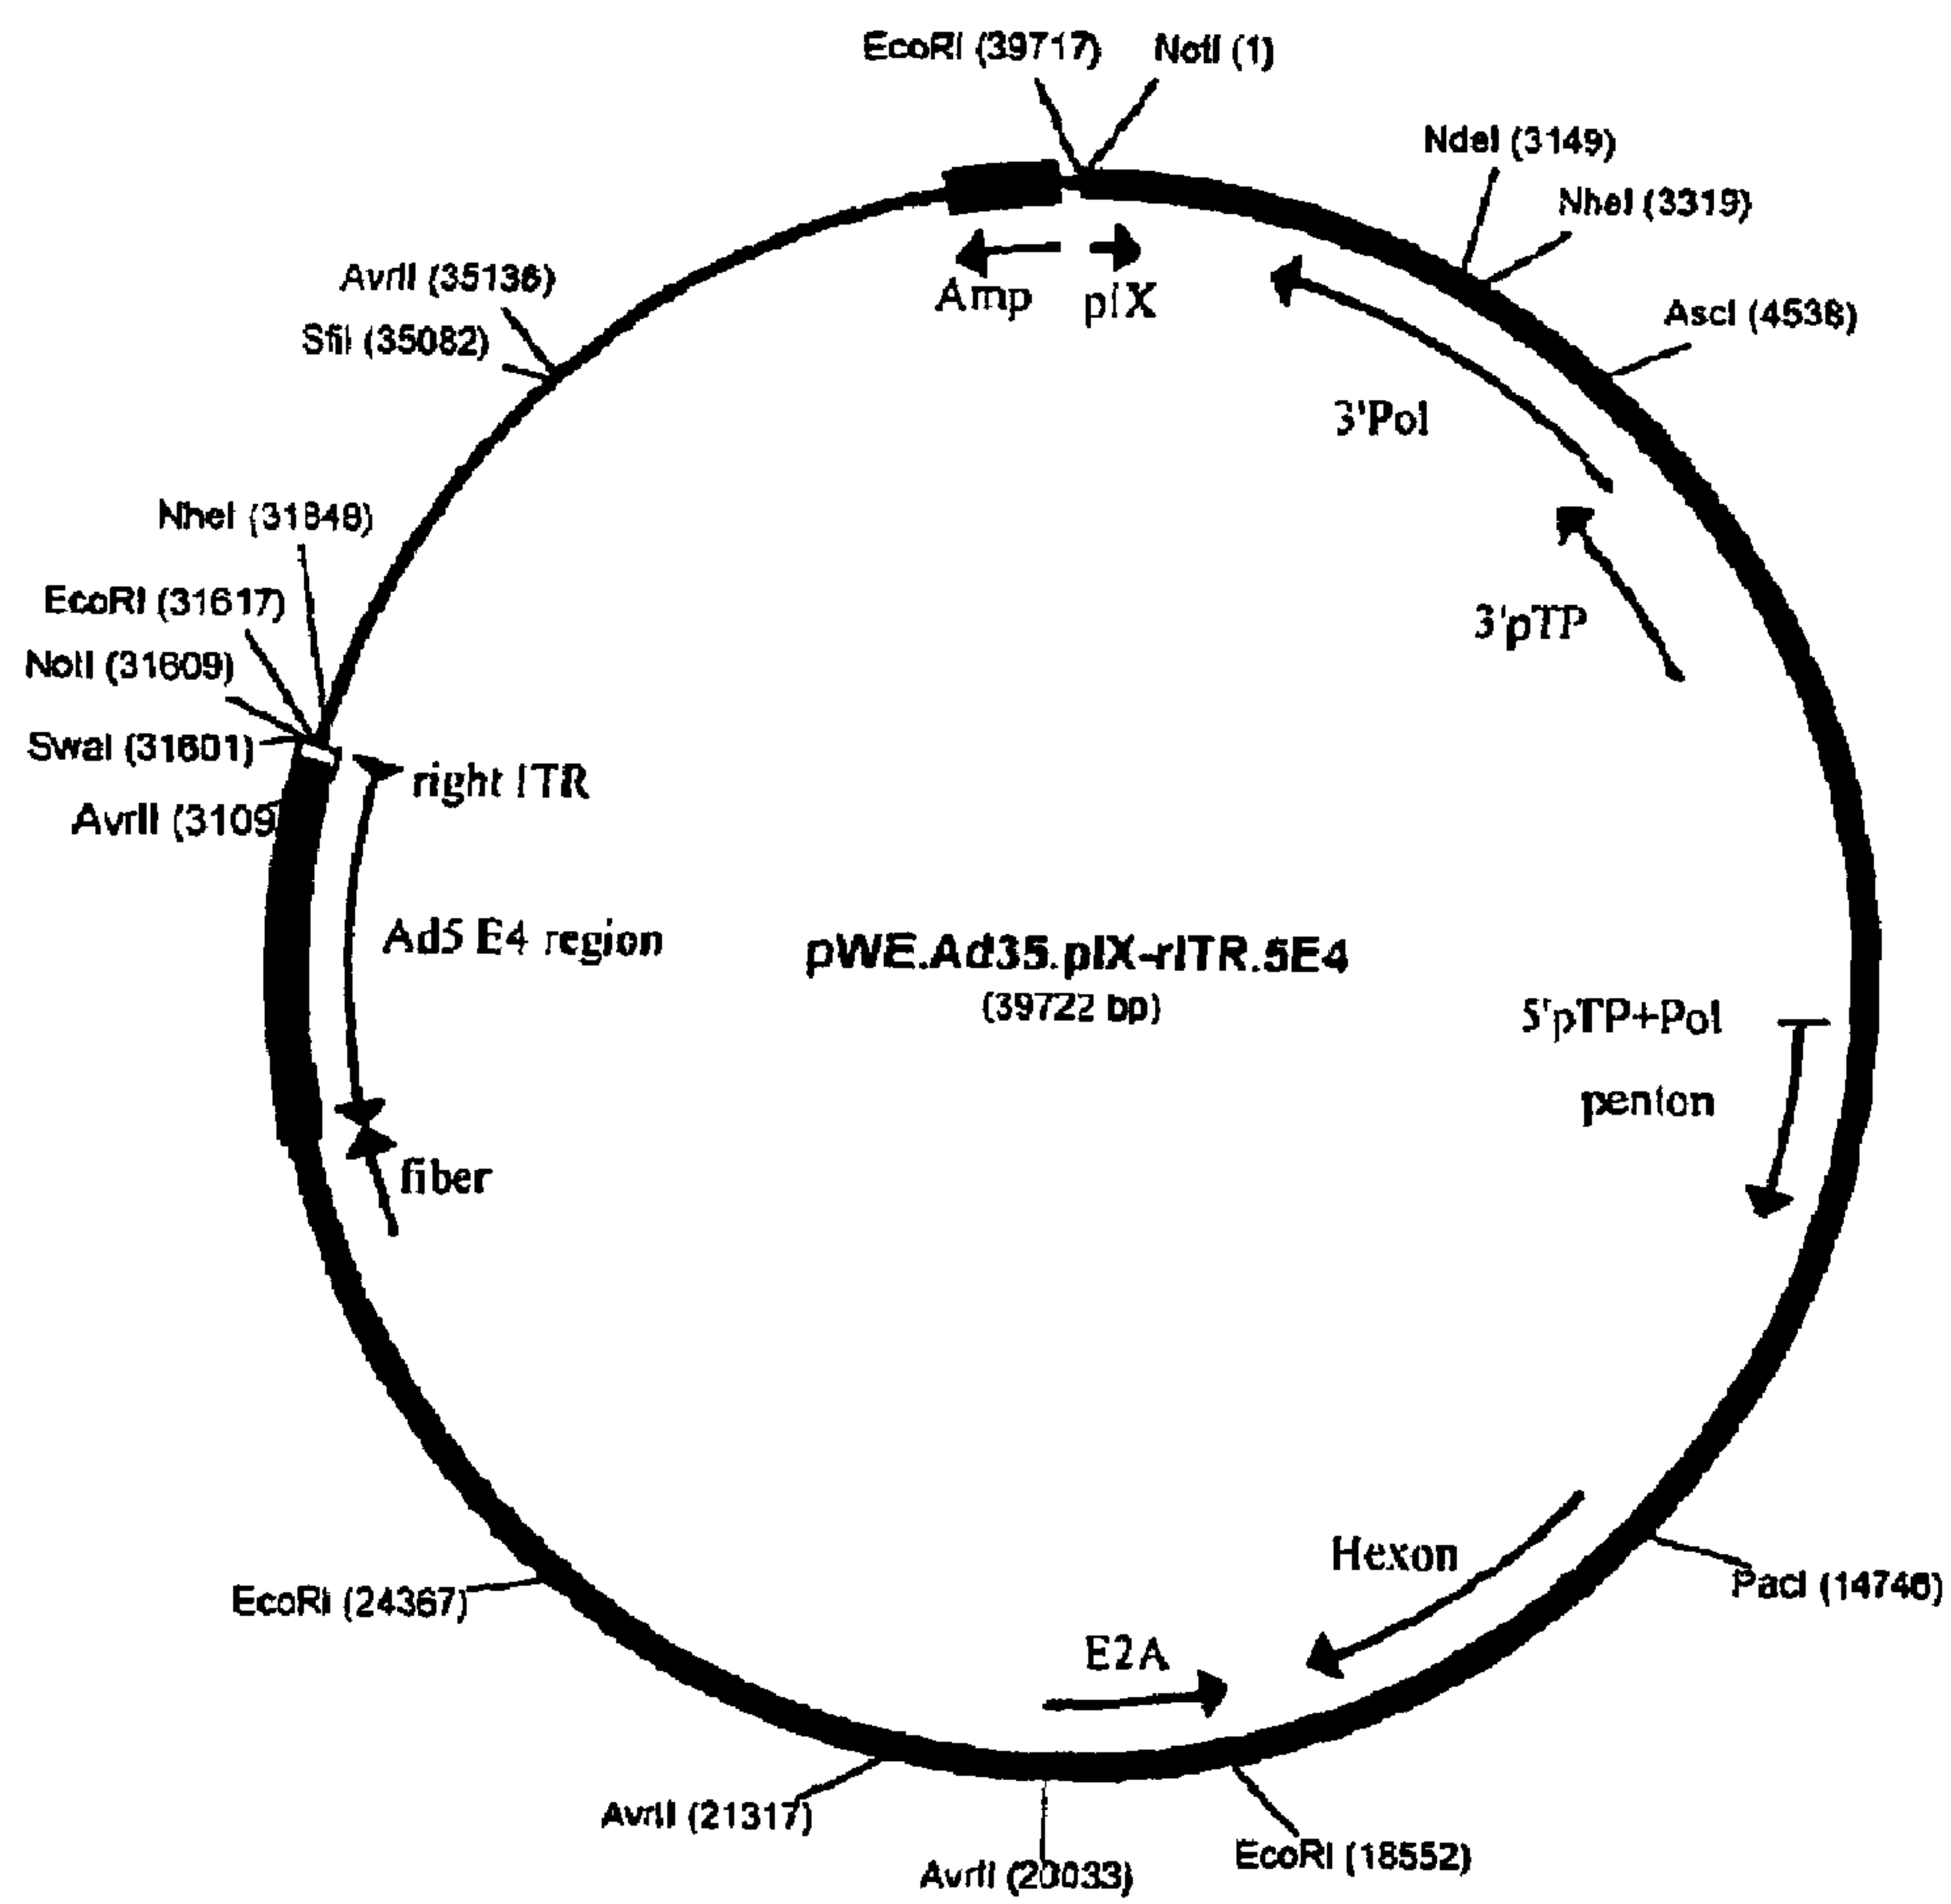 EcoRI (39717)
NotI (1)
NdeI (3149)
NheI (3319)
AscI (4538)
AvrII (35136)
SfiI (35082)
Amp
pIX
3'Pol
NheI (31848)
EcoRI (31617)
NotI (31609)
SwaI (31601)
AvrII (3109
3'pTP
right ITR
Ad5 E4 region
pWE.Ad35.pIX-rITR.5E4
(39722 bp)
5'pTP+Pol
penton
fiber
Hexon
PacI (14746)
EcoRI (24367)
E2A
AvrII (21317)
AvrII (20033)
EcoRI (18552)